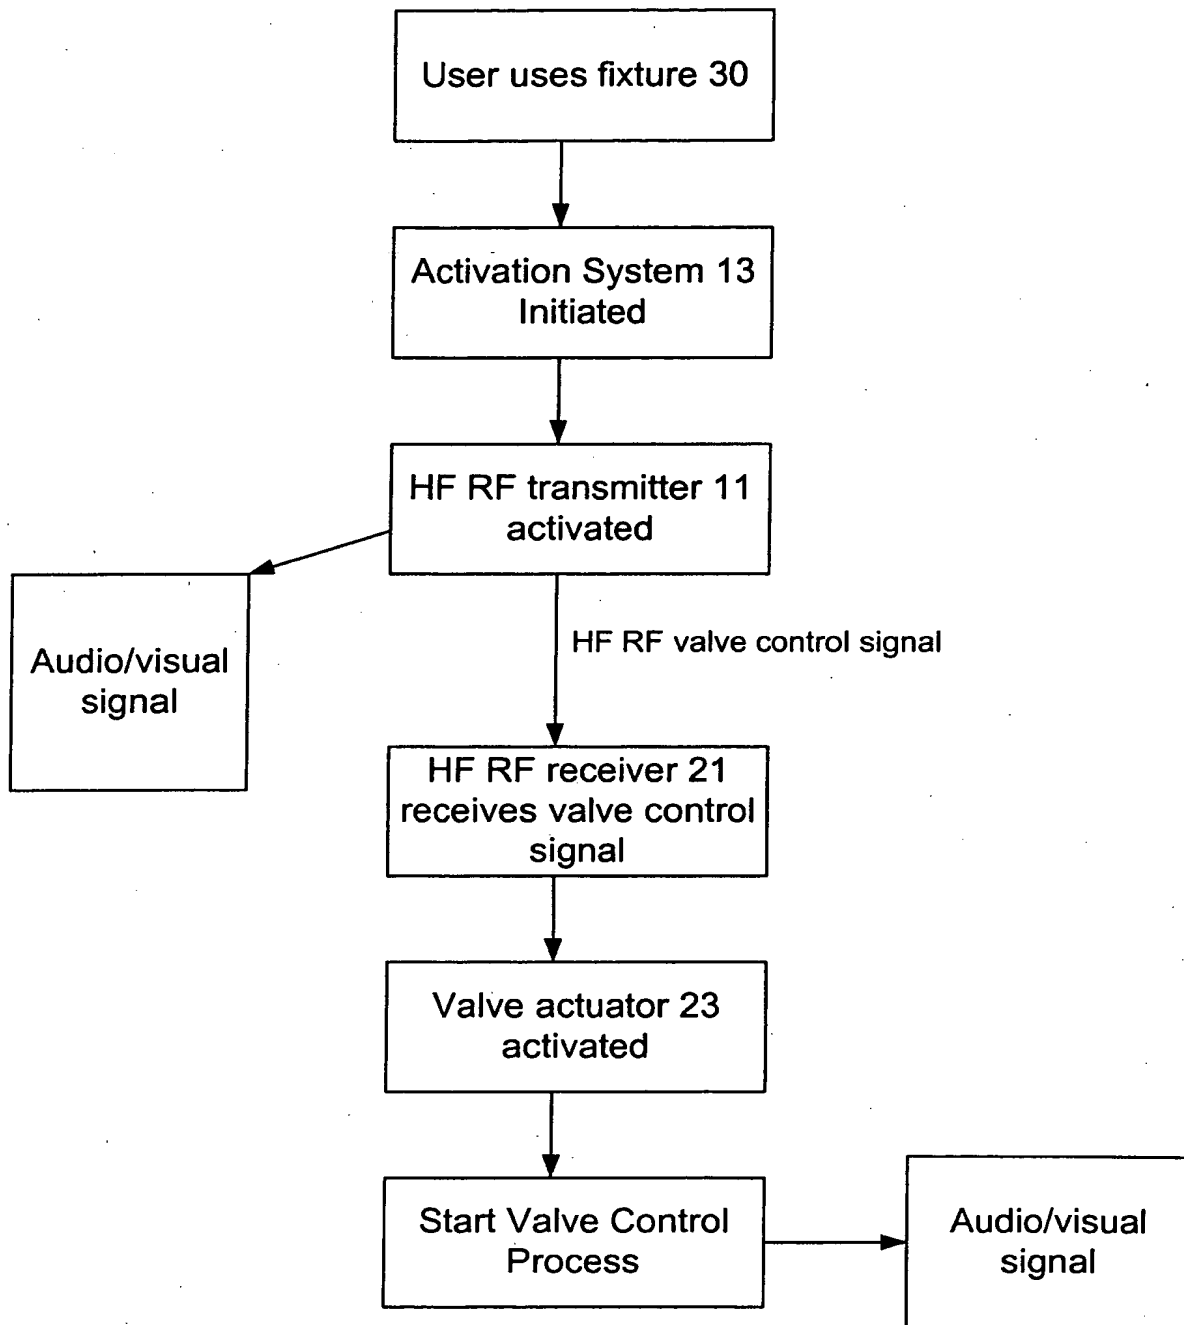 User uses fixture 30
Activation System 13
Initiated
HF RF transmitter 11
activated
Audio/visual
signal
HF RF valve control signal
HF RF receiver 21
receives valve control
signal
Valve actuator 23
activated
Start Valve Control
Process
Audio/visual
signal